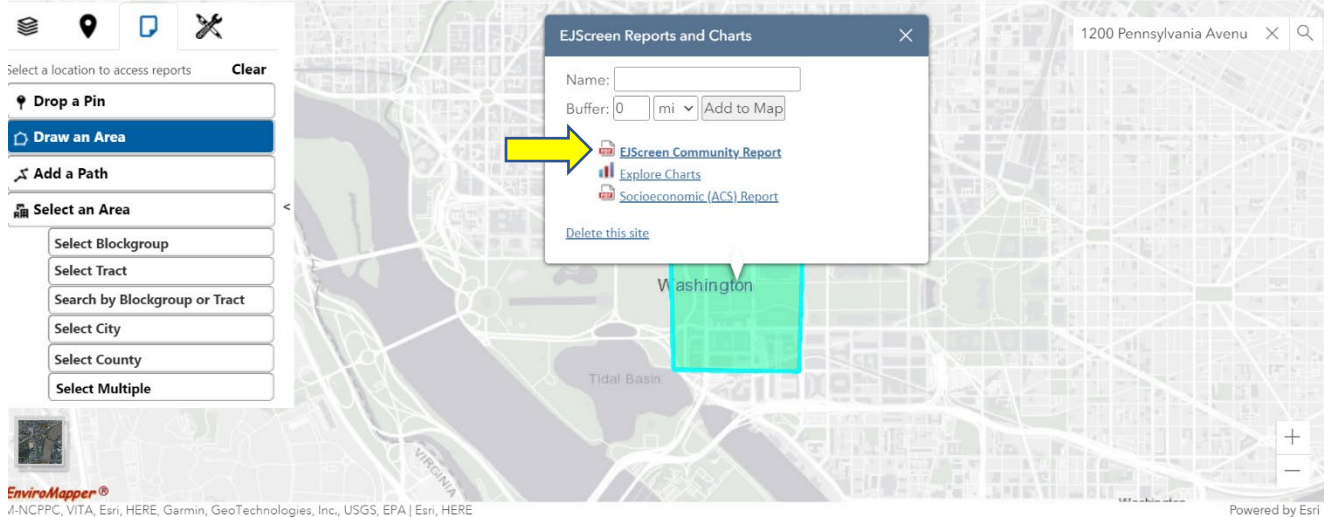 Select a location to access reports Clear
Drop a Pin
Draw an Area
Add a Path
Select an Area
<
Select Blockgroup
Select Tract
Search by Blockgroup or Tract
Select City
Select County
Select Multiple
EJScreen Reports and Charts
Name:
Buffer: 0 mi Add to Map
EJScreen Community Report
Explore Charts
Socioeconomic (ACS) Report
Delete this site
1200 Pennsylvania Avenu
Washington
Tidal Basin
VIRGINIA
EnviroMapper ®
M-NCPPC, VITA, Esri, HERE, Garmin, GeoTechnologies, Inc., USGS, EPA | Esri, HERE
Powered by Esri